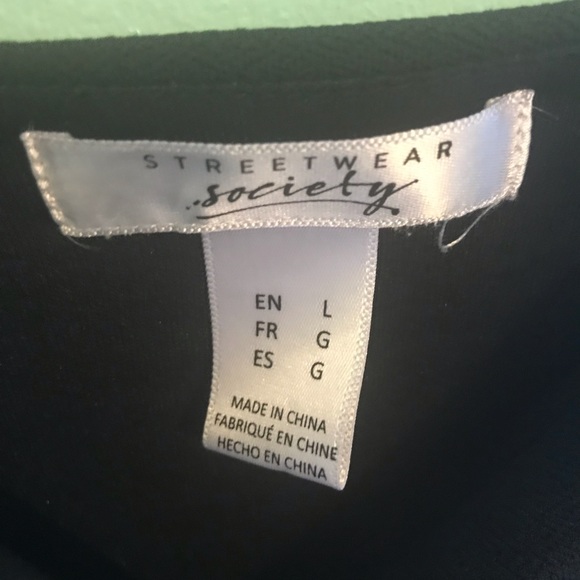 STREETWEAR
society
EN L
FR G
ES G
MADE IN CHINA
FABRIQUÉ EN CHINE
HECHO EN CHINA